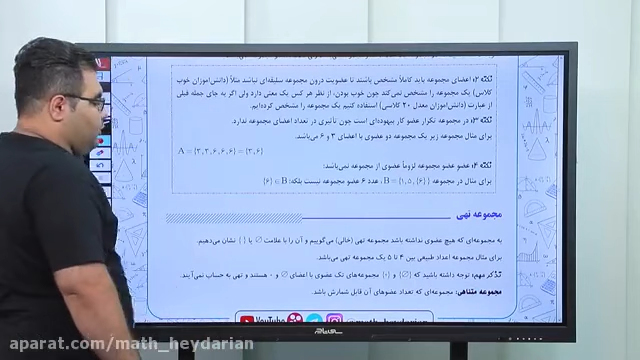 نکته ۲: اعضای مجموعه باید کاملاً مشخص باشند تا عضویت درون مجموعه سلیقه‌ای نباشد مثلاً (دانش‌آموزان خوب
کلاس) یک مجموعه را مشخص نمی‌کند چون خوب بودن، از نظر هر کس یک معنی دارد ولی اگر به جای جمله قبلی
از عبارت (دانش‌آموزان معدل ۲۰ کلاس) استفاده کنیم یک مجموعه را مشخص کرده‌ایم.
نکته ۳: در مجموعه تکرار عضو کار بیهوده‌ای است چون تأثیری در تعداد اعضای مجموعه ندارد.
برای مثال مجموعه زیر یک مجموعه دو عضوی با اعضای ۳ و ۶ می‌باشد.
A = {۳,۳,۶,۶,۶} = {۳,۶}
نکته ۴: عضو عضو مجموعه لزوماً عضوی از مجموعه نمی‌باشد:
برای مثال در مجموعه B = {۱,۵,{۶}}، عدد ۶ عضو مجموعه نیست بلکه: {۶} ∈ B
مجموعه تهی
به مجموعه‌ای که هیچ عضوی نداشته باشد مجموعه تهی (خالی) می‌گوییم و آن را با علامت ∅ یا { } نشان می‌دهیم.
برای مثال مجموعه اعداد طبیعی بین ۴ تا ۵ یک مجموعه تهی می‌باشد.
تذکر مهم: توجه داشته باشید که {∅} و {۰} مجموعه‌های تک عضوی با اعضای ∅ و ۰ هستند و تهی به حساب نمی‌آیند.
مجموعه متناهی: مجموعه‌ای که تعداد عضوهای آن قابل شمارش باشد.
YouTube
aparat.com/math_heydarian